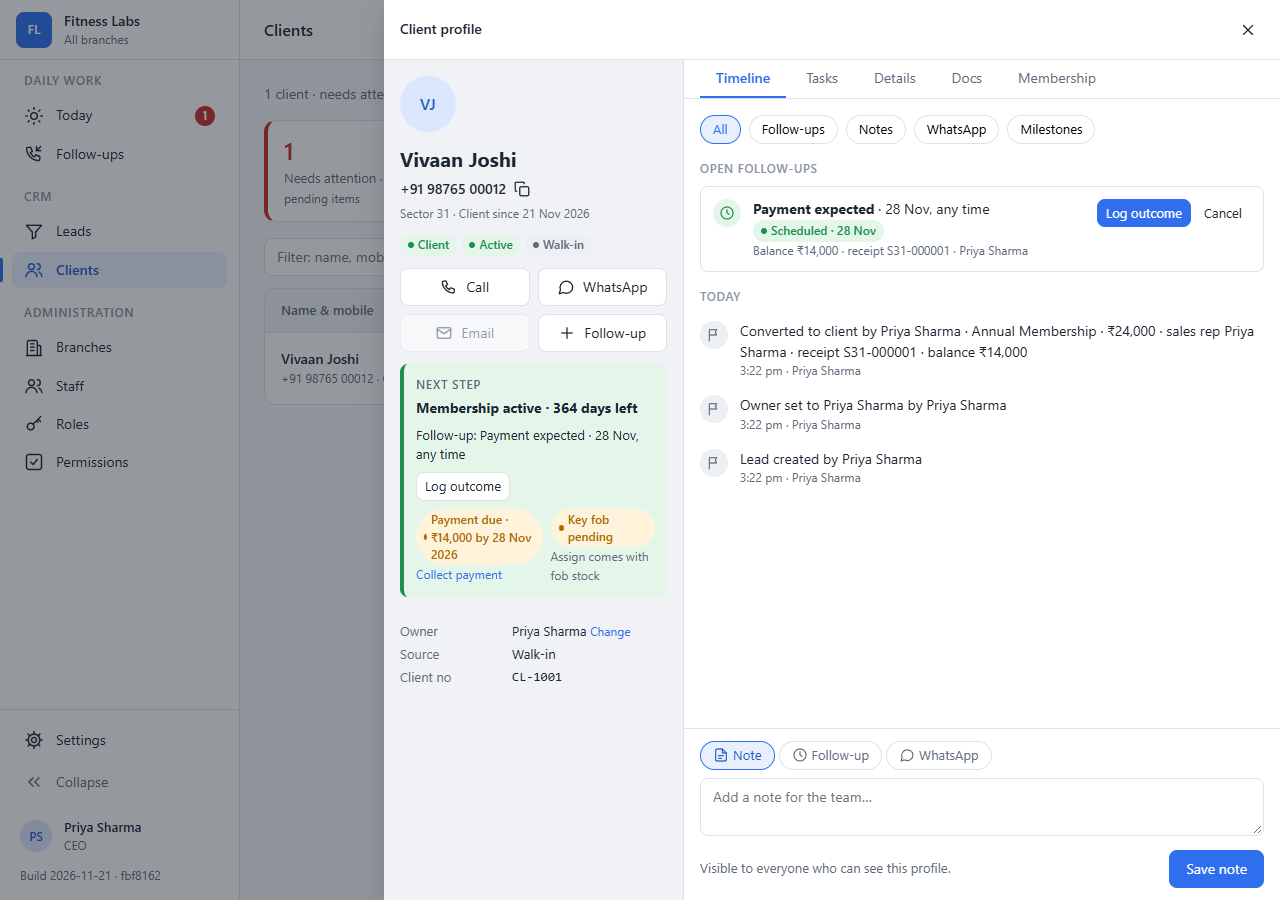 FL
Fitness Labs
All branches
DAILY WORK
Today
1
Follow-ups
CRM
Leads
Clients
ADMINISTRATION
Branches
Staff
Roles
Permissions
Settings
Collapse
PS
Priya Sharma
CEO
Build 2026-11-21 · fbf8162
Clients
1 client · needs atte
1
Needs attention ·
pending items
Filter: name, mob
Name & mobile
Vivaan Joshi
+91 98765 00012 ·
Client profile
VJ
Vivaan Joshi
+91 98765 00012
Sector 31 · Client since 21 Nov 2026
Client
Active
Walk-in
Call
WhatsApp
Email
Follow-up
NEXT STEP
Membership active · 364 days left
Follow-up: Payment expected · 28 Nov,
any time
Log outcome
Payment due ·
₹14,000 by 28 Nov
2026
Collect payment
Key fob
pending
Assign comes with
fob stock
Owner
Priya Sharma Change
Source
Walk-in
Client no
CL-1001
Timeline
Tasks
Details
Docs
Membership
All
Follow-ups
Notes
WhatsApp
Milestones
OPEN FOLLOW-UPS
Payment expected · 28 Nov, any time
Scheduled · 28 Nov
Balance ₹14,000 · receipt S31-000001 · Priya Sharma
Log outcome
Cancel
TODAY
Converted to client by Priya Sharma · Annual Membership · ₹24,000 · sales rep Priya
Sharma · receipt S31-000001 · balance ₹14,000
3:22 pm · Priya Sharma
Owner set to Priya Sharma by Priya Sharma
3:22 pm · Priya Sharma
Lead created by Priya Sharma
3:22 pm · Priya Sharma
Note
Follow-up
WhatsApp
Add a note for the team…
Visible to everyone who can see this profile.
Save note